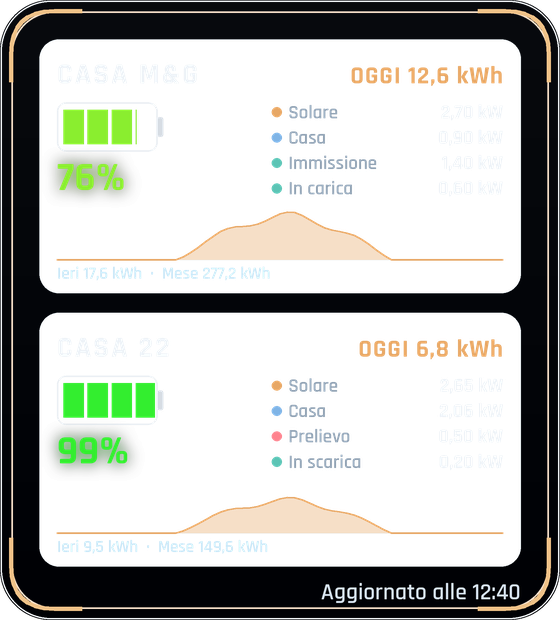 CASA M&G
OGGI 12,6 kWh
76%
Solare 2,70 kW
Casa 0,90 kW
Immissione 1,40 kW
In carica 0,60 kW
Ieri 17,6 kWh · Mese 277,2 kWh
CASA 22
OGGI 6,8 kWh
99%
Solare 2,65 kW
Casa 2,06 kW
Prelievo 0,50 kW
In scarica 0,20 kW
Ieri 9,5 kWh · Mese 149,6 kWh
Aggiornato alle 12:40